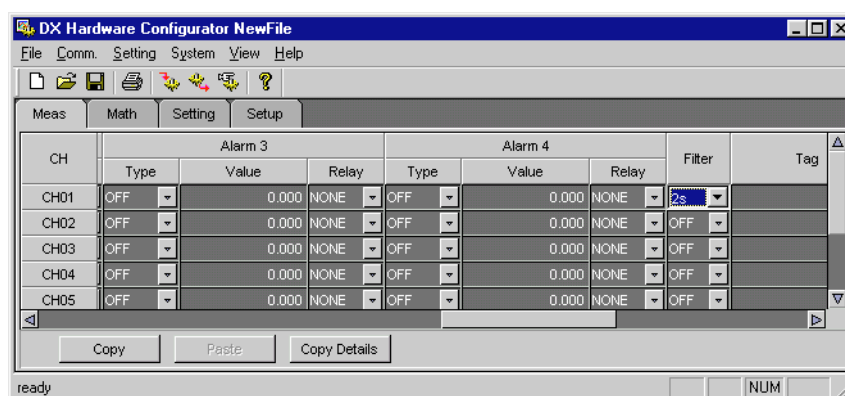 DX Hardware Configurator NewFile
File Comm. Setting System View Help
Meas Math Setting Setup
CH Alarm 3 Alarm 4 Filter Tag
Type Value Relay Type Value Relay
CH01 OFF 0.000 NONE OFF 0.000 NONE 2s
CH02 OFF 0.000 NONE OFF 0.000 NONE OFF
CH03 OFF 0.000 NONE OFF 0.000 NONE OFF
CH04 OFF 0.000 NONE OFF 0.000 NONE OFF
CH05 OFF 0.000 NONE OFF 0.000 NONE OFF
Copy Paste Copy Details
ready NUM